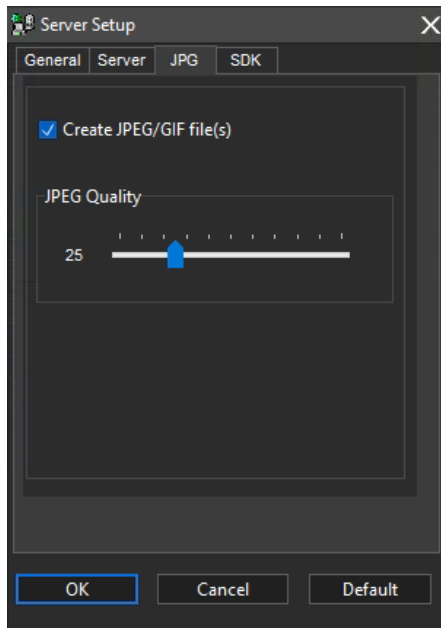 Server Setup
General Server JPG SDK
Create JPEG/GIF file(s)
JPEG Quality
25
OK Cancel Default